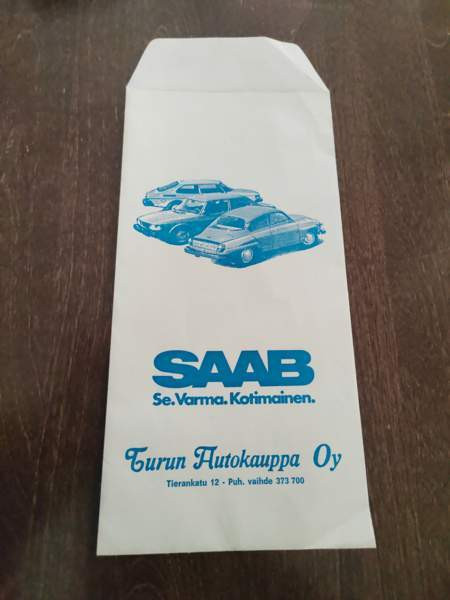 SAAB
Se. Varma. Kotimainen.
Turun Autokauppa Oy
Tierankatu 12 - Puh. vaihde 373 700